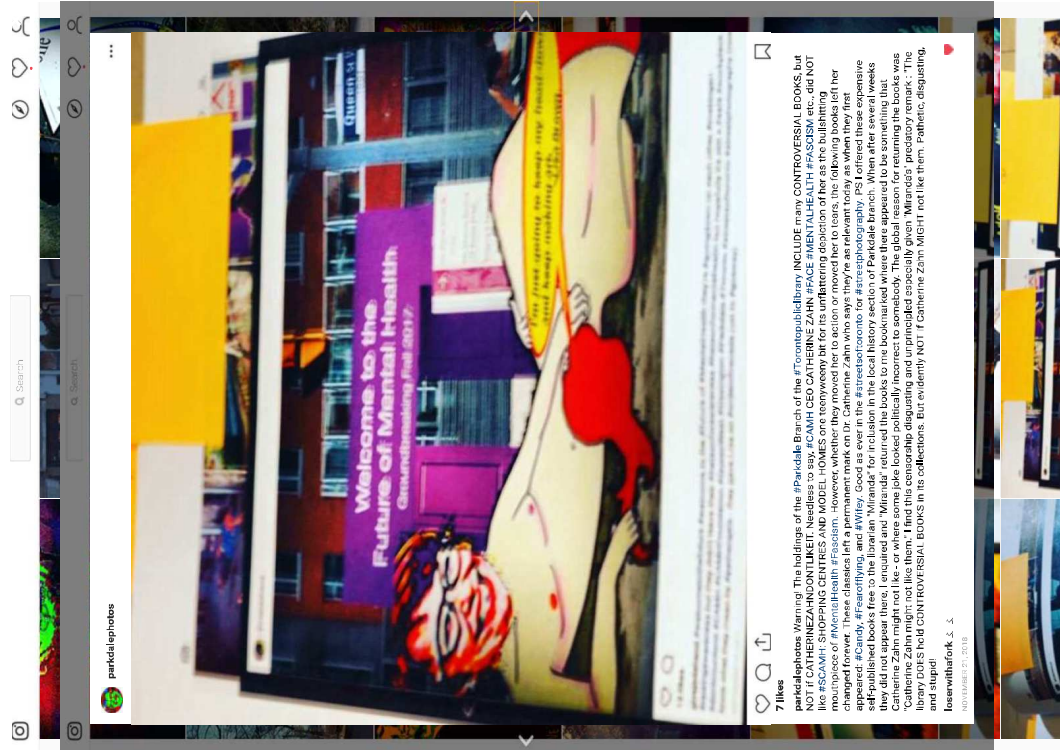 Search
parkdalephotos
Welcome to the
Future of Mental Health
Groundbreaking Fall 2017
Queen St
I'm just going to keep my head down
and keep making art.
7 likes
parkdalephotos Warning! The holdings of the #Parkdale Branch of the #Torontopubliclibrary INCLUDE many CONTROVERSIAL BOOKS, but
NOT if CATHERINEZAHNDONTLIKEIT. Needless to say, #CAMH CEO CATHERINE ZAHN #FACE #MENTALHEALTH #FASCISM etc. did NOT
like #SCAMH: SHOPPING CENTRES AND MODEL HOMES one teenyweeny bit for its unflattering depiction of her as the bullshitting
mouthpiece of #MentalHealth #Fascism. However, whether they moved her to action or moved her to tears, the following books left her
changed forever. These classics left a permanent mark on Dr. Catherine Zahn who says they're as relevant today as when they first
appeared: #Candy, #Fearofflying, and #Wifey. Good as ever in the #streetsoftoronto for #streetphotography. PS I offered these expensive
self-published books free to the librarian "Miranda" for inclusion in the local history section of Parkdale branch. When after several weeks
they did not appear there, I enquired and "Miranda" returned the books to me bookmarked where there appeared to be something that
Catherine Zahn might not like - or where some joke looked politically incorrect to somebody. The global reason for returning the books was
"Catherine Zahn might not like them." I find this censorship disgusting and unprincipled especially given "Miranda's" predatory remark: "The
library DOES hold CONTROVERSIAL BOOKS in its collections. But evidently NOT if Catherine Zahn MIGHT not like them. Pathetic, disgusting,
and stupid!
loserwithafork
NOVEMBER 21, 2018